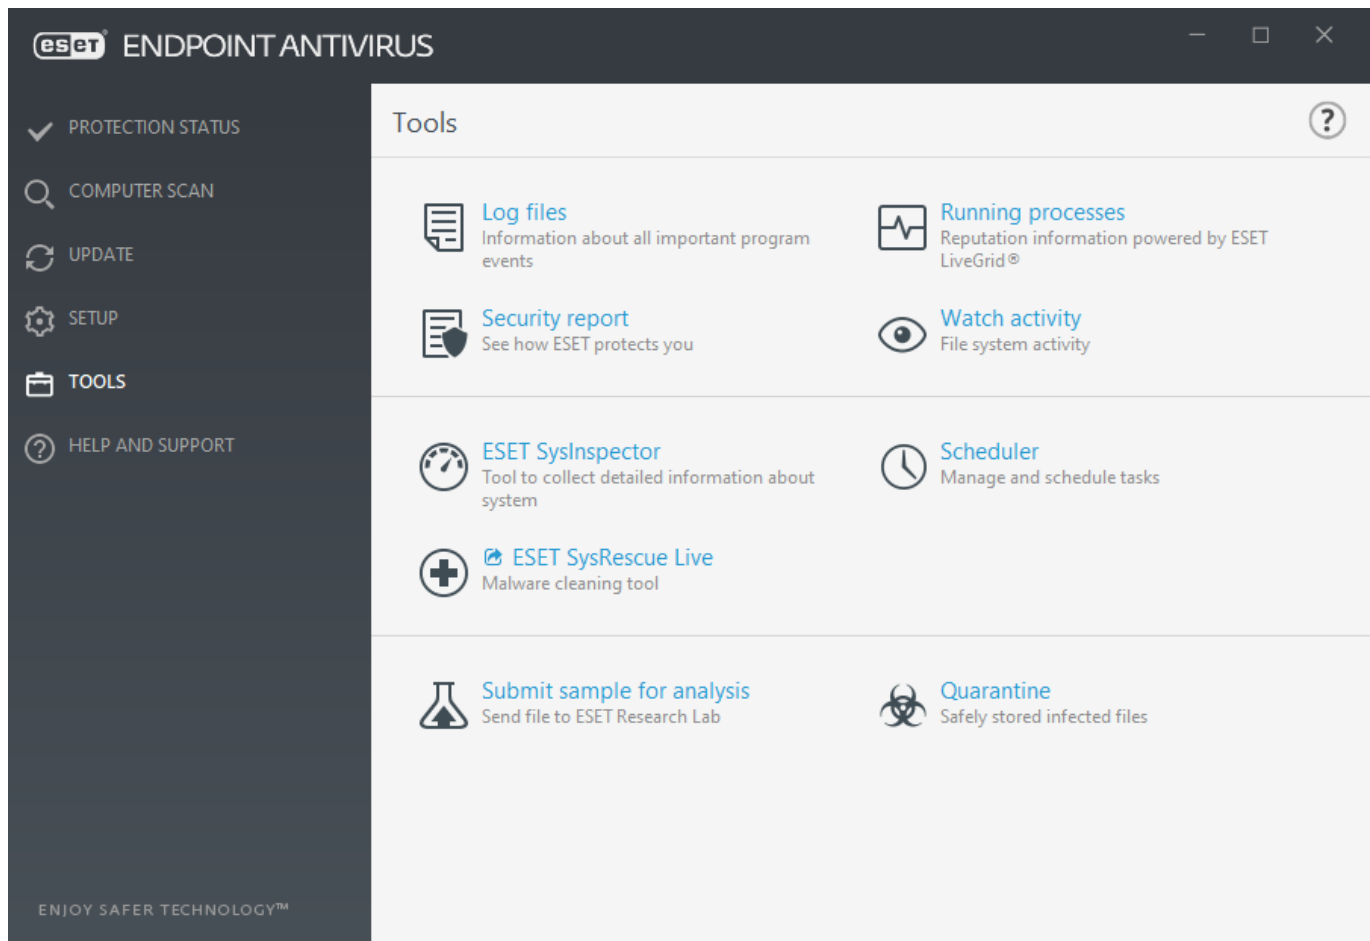 eset ENDPOINT ANTIVIRUS
PROTECTION STATUS
COMPUTER SCAN
UPDATE
SETUP
TOOLS
HELP AND SUPPORT
ENJOY SAFER TECHNOLOGY™
Tools
?
Log files
Information about all important program
events
Running processes
Reputation information powered by ESET
LiveGrid®
Security report
See how ESET protects you
Watch activity
File system activity
ESET SysInspector
Tool to collect detailed information about
system
Scheduler
Manage and schedule tasks
ESET SysRescue Live
Malware cleaning tool
Submit sample for analysis
Send file to ESET Research Lab
Quarantine
Safely stored infected files